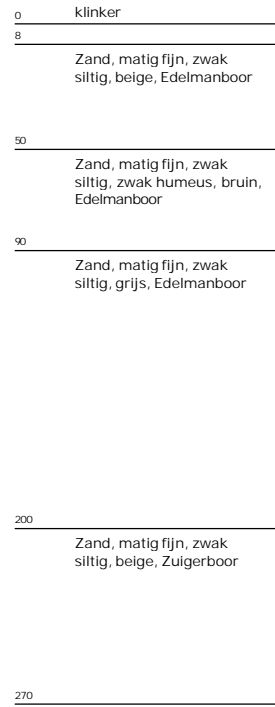 0 klinker
8
Zand, matig fijn, zwak
siltig, beige, Edelmanboor
50
Zand, matig fijn, zwak
siltig, zwak humeus, bruin,
Edelmanboor
90
Zand, matig fijn, zwak
siltig, grijs, Edelmanboor
200
Zand, matig fijn, zwak
siltig, beige, Zuigerboor
270